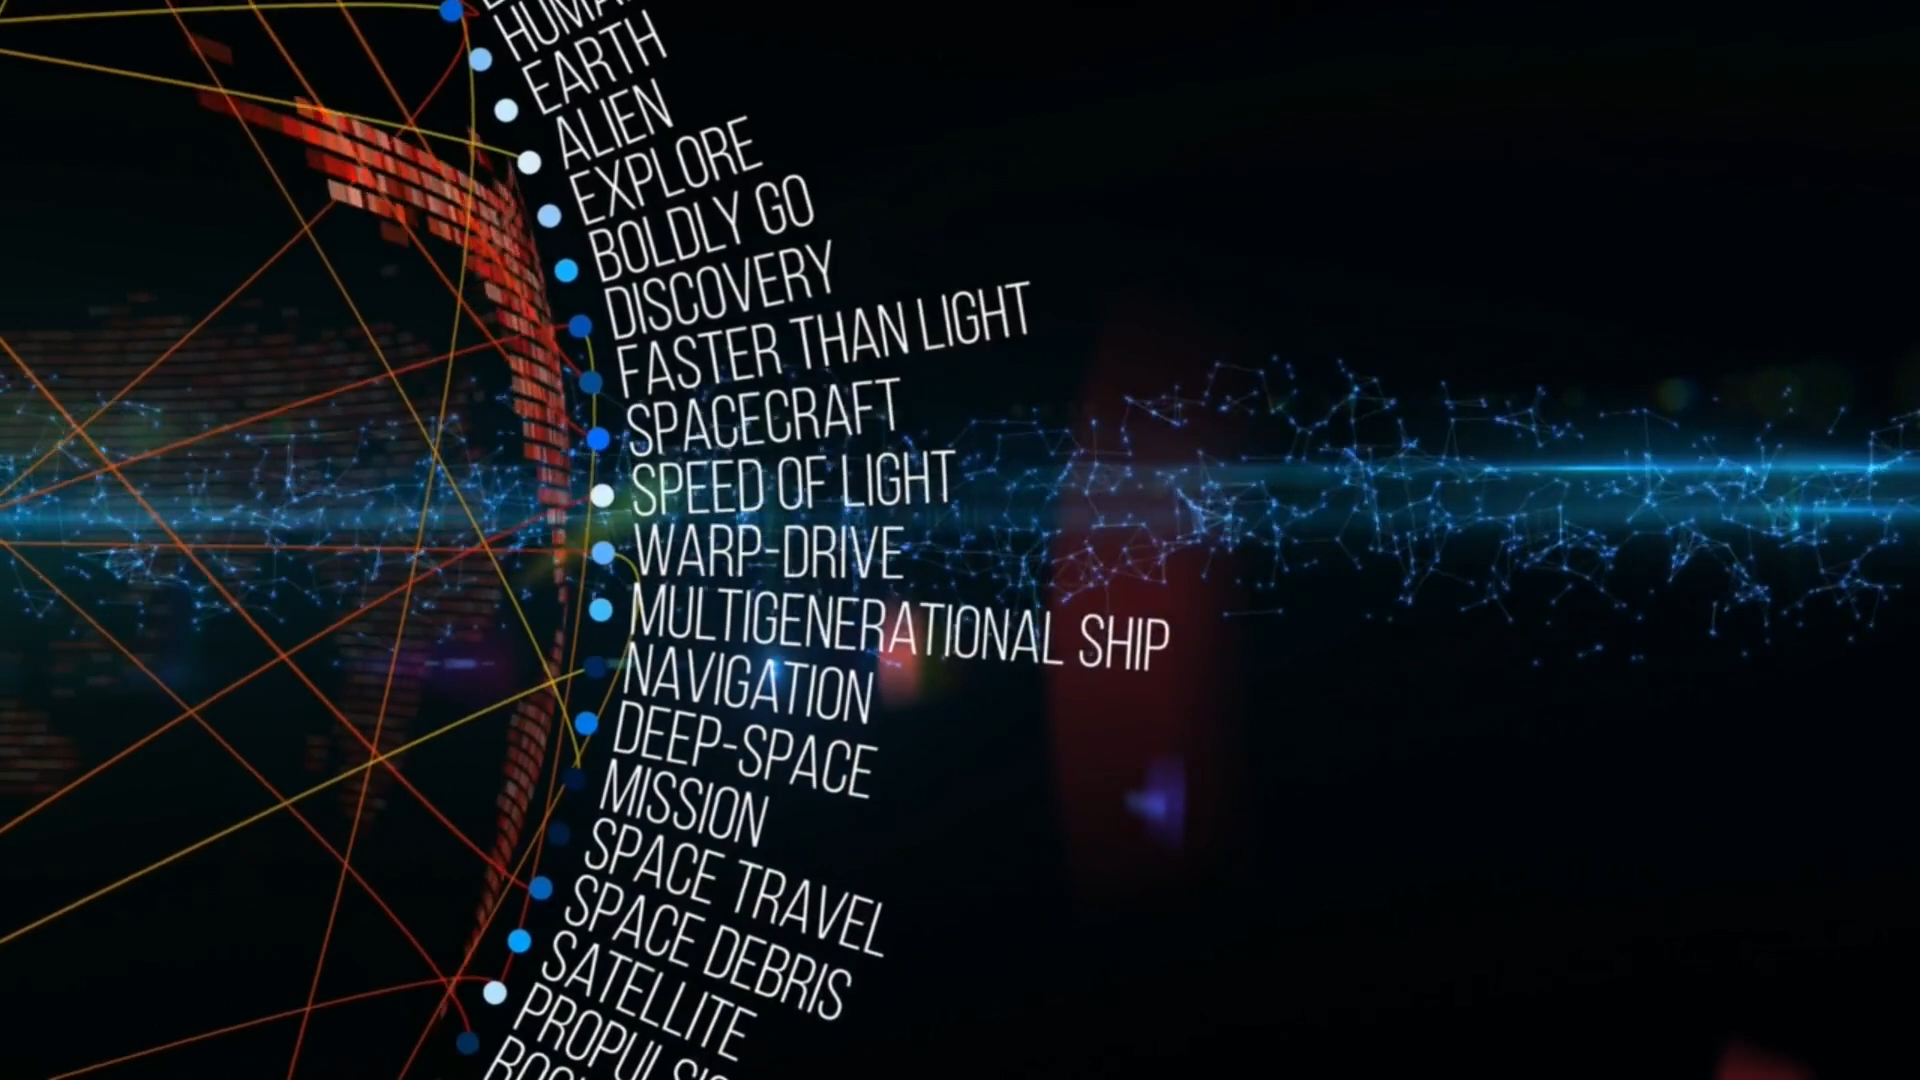 EARTH
ALIEN
EXPLORE
BOLDLY GO
DISCOVERY
FASTER THAN LIGHT
SPACECRAFT
SPEED OF LIGHT
WARP-DRIVE
MULTIGENERATIONAL SHIP
NAVIGATION
DEEP-SPACE
MISSION
SPACE TRAVEL
SPACE DEBRIS
SATELLITE